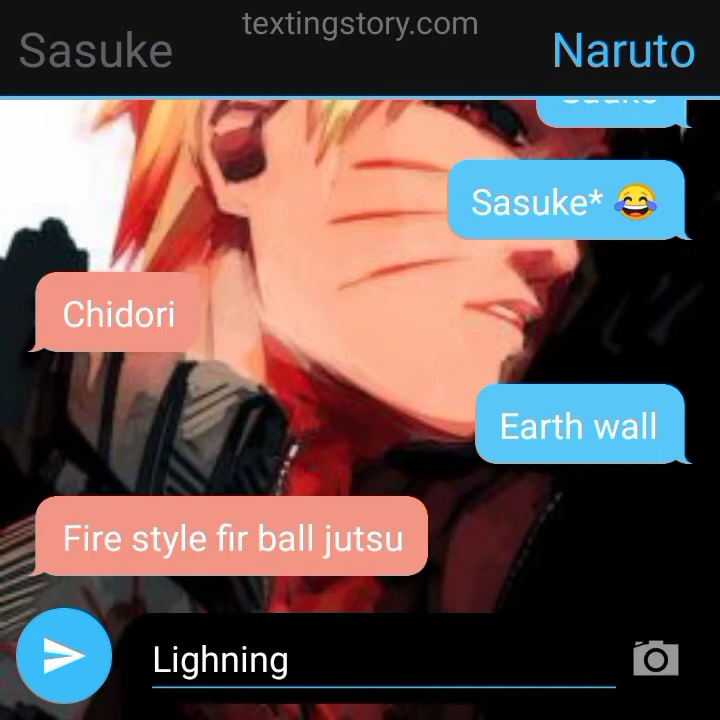 textingstory.com
Sasuke
Naruto
Sasuke* 😂
Chidori
Earth wall
Fire style fir ball jutsu
Lighning